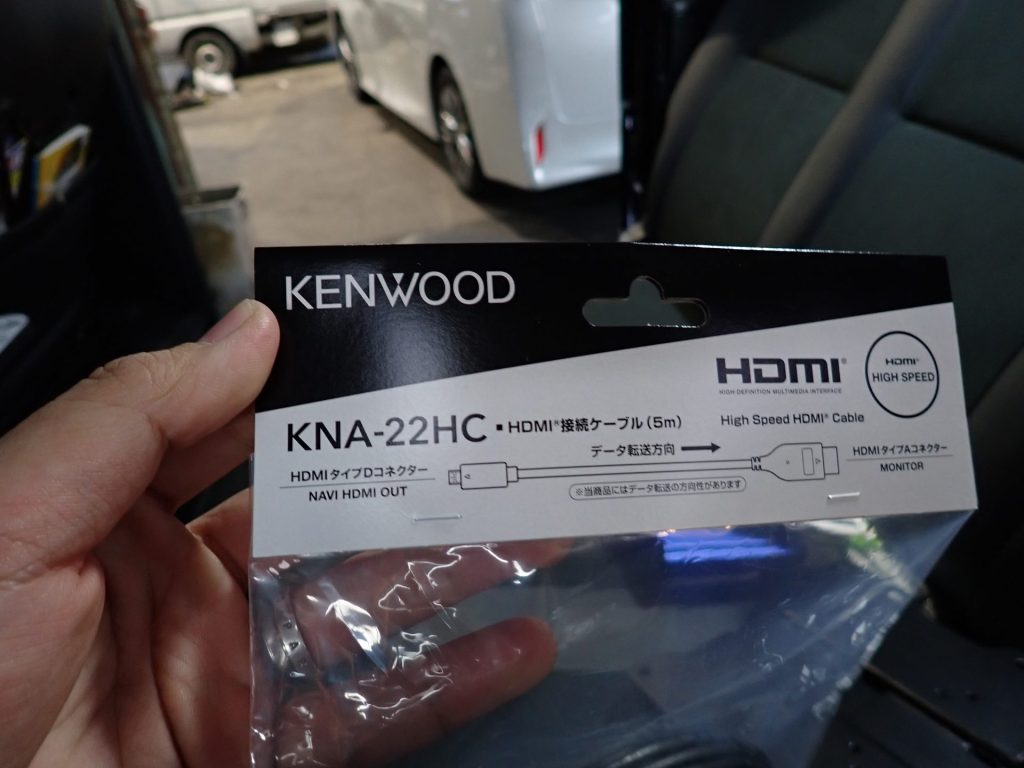 KENWOOD
HDMI®
HIGH-DEFINITION MULTIMEDIA INTERFACE
HDMI®
HIGH SPEED
KNA-22HC ▪ HDMI®接続ケーブル(5m)
High Speed HDMI® Cable
データ転送方向
HDMIタイプDコネクター
NAVI HDMI OUT
HDMIタイプAコネクター
MONITOR
※当商品にはデータ転送の方向性があります